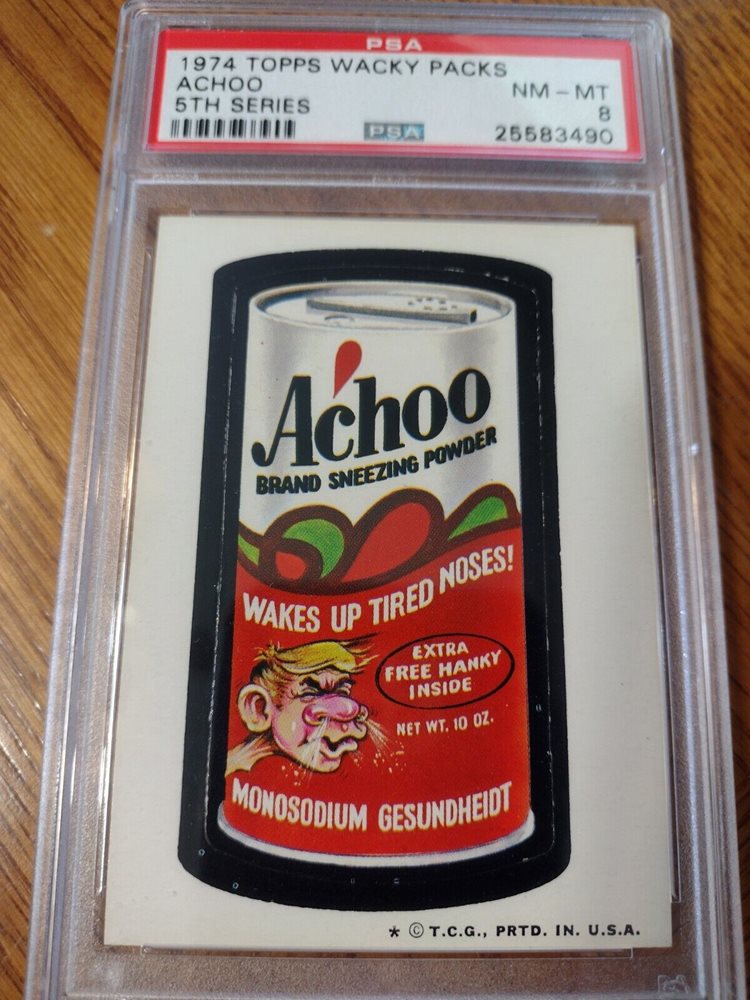 PSA
1974 TOPPS WACKY PACKS
ACHOO NM - MT
5TH SERIES 8
PSA 25583490
A'choo
BRAND SNEEZING POWDER
WAKES UP TIRED NOSES!
EXTRA
FREE HANKY
INSIDE
NET WT. 10 OZ.
MONOSODIUM GESUNDHEIDT
* © T.C.G., PRTD. IN. U.S.A.